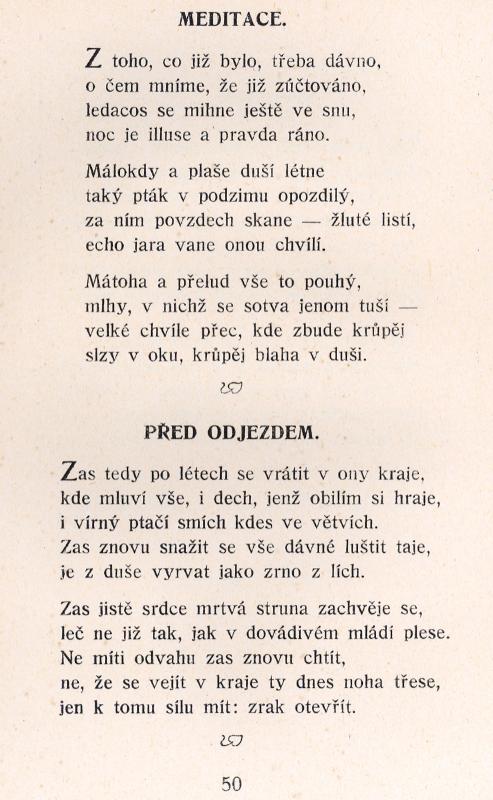 MEDITACE.
Z toho, co již bylo, třeba dávno,
o čem mníme, že již zúčtováno,
ledacos se mihne ještě ve snu,
noc je illuse a pravda ráno.
Málokdy a plaše duší létne
taký pták v podzimu opozdilý,
za ním povzdech skane — žluté listí,
echo jara vane onou chvílí.
Mátoha a přelud vše to pouhý,
mlhy, v nichž se sotva jenom tuší —
velké chvíle přec, kde zbude krůpěj
slzy v oku, krůpěj blaha v duši.
PŘED ODJEZDEM.
Zas tedy po létech se vrátit v ony kraje,
kde mluví vše, i dech, jenž obilím si hraje,
i vírný ptačí smích kdes ve větvích.
Zas znovu snažit se vše dávné luštit taje,
je z duše vyrvat jako zrno z lích.
Zas jistě srdce mrtvá struna zachvěje se,
leč ne již tak, jak v dovádivém mládí plese.
Ne míti odvahu zas znovu chtít,
ne, že se vejít v kraje ty dnes noha třese,
jen k tomu sílu mít: zrak otevřít.
50